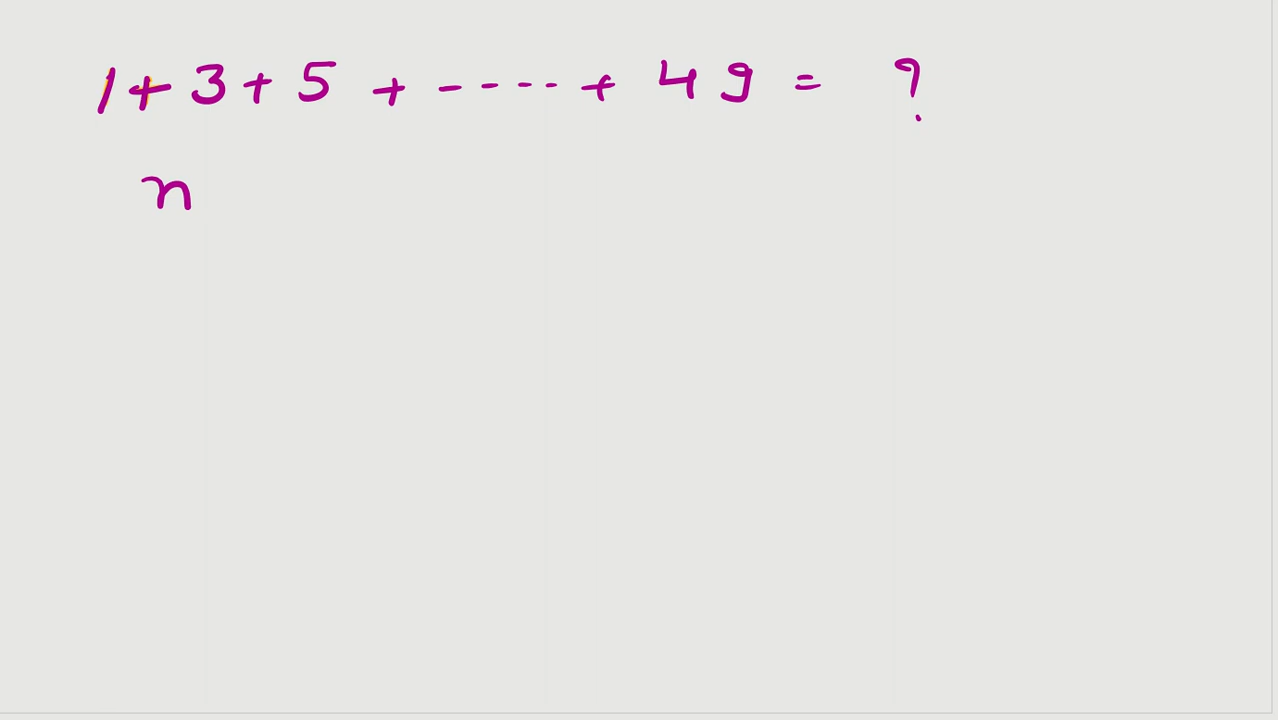 1 + 3 + 5 + - - - - - + 49 = ?
n